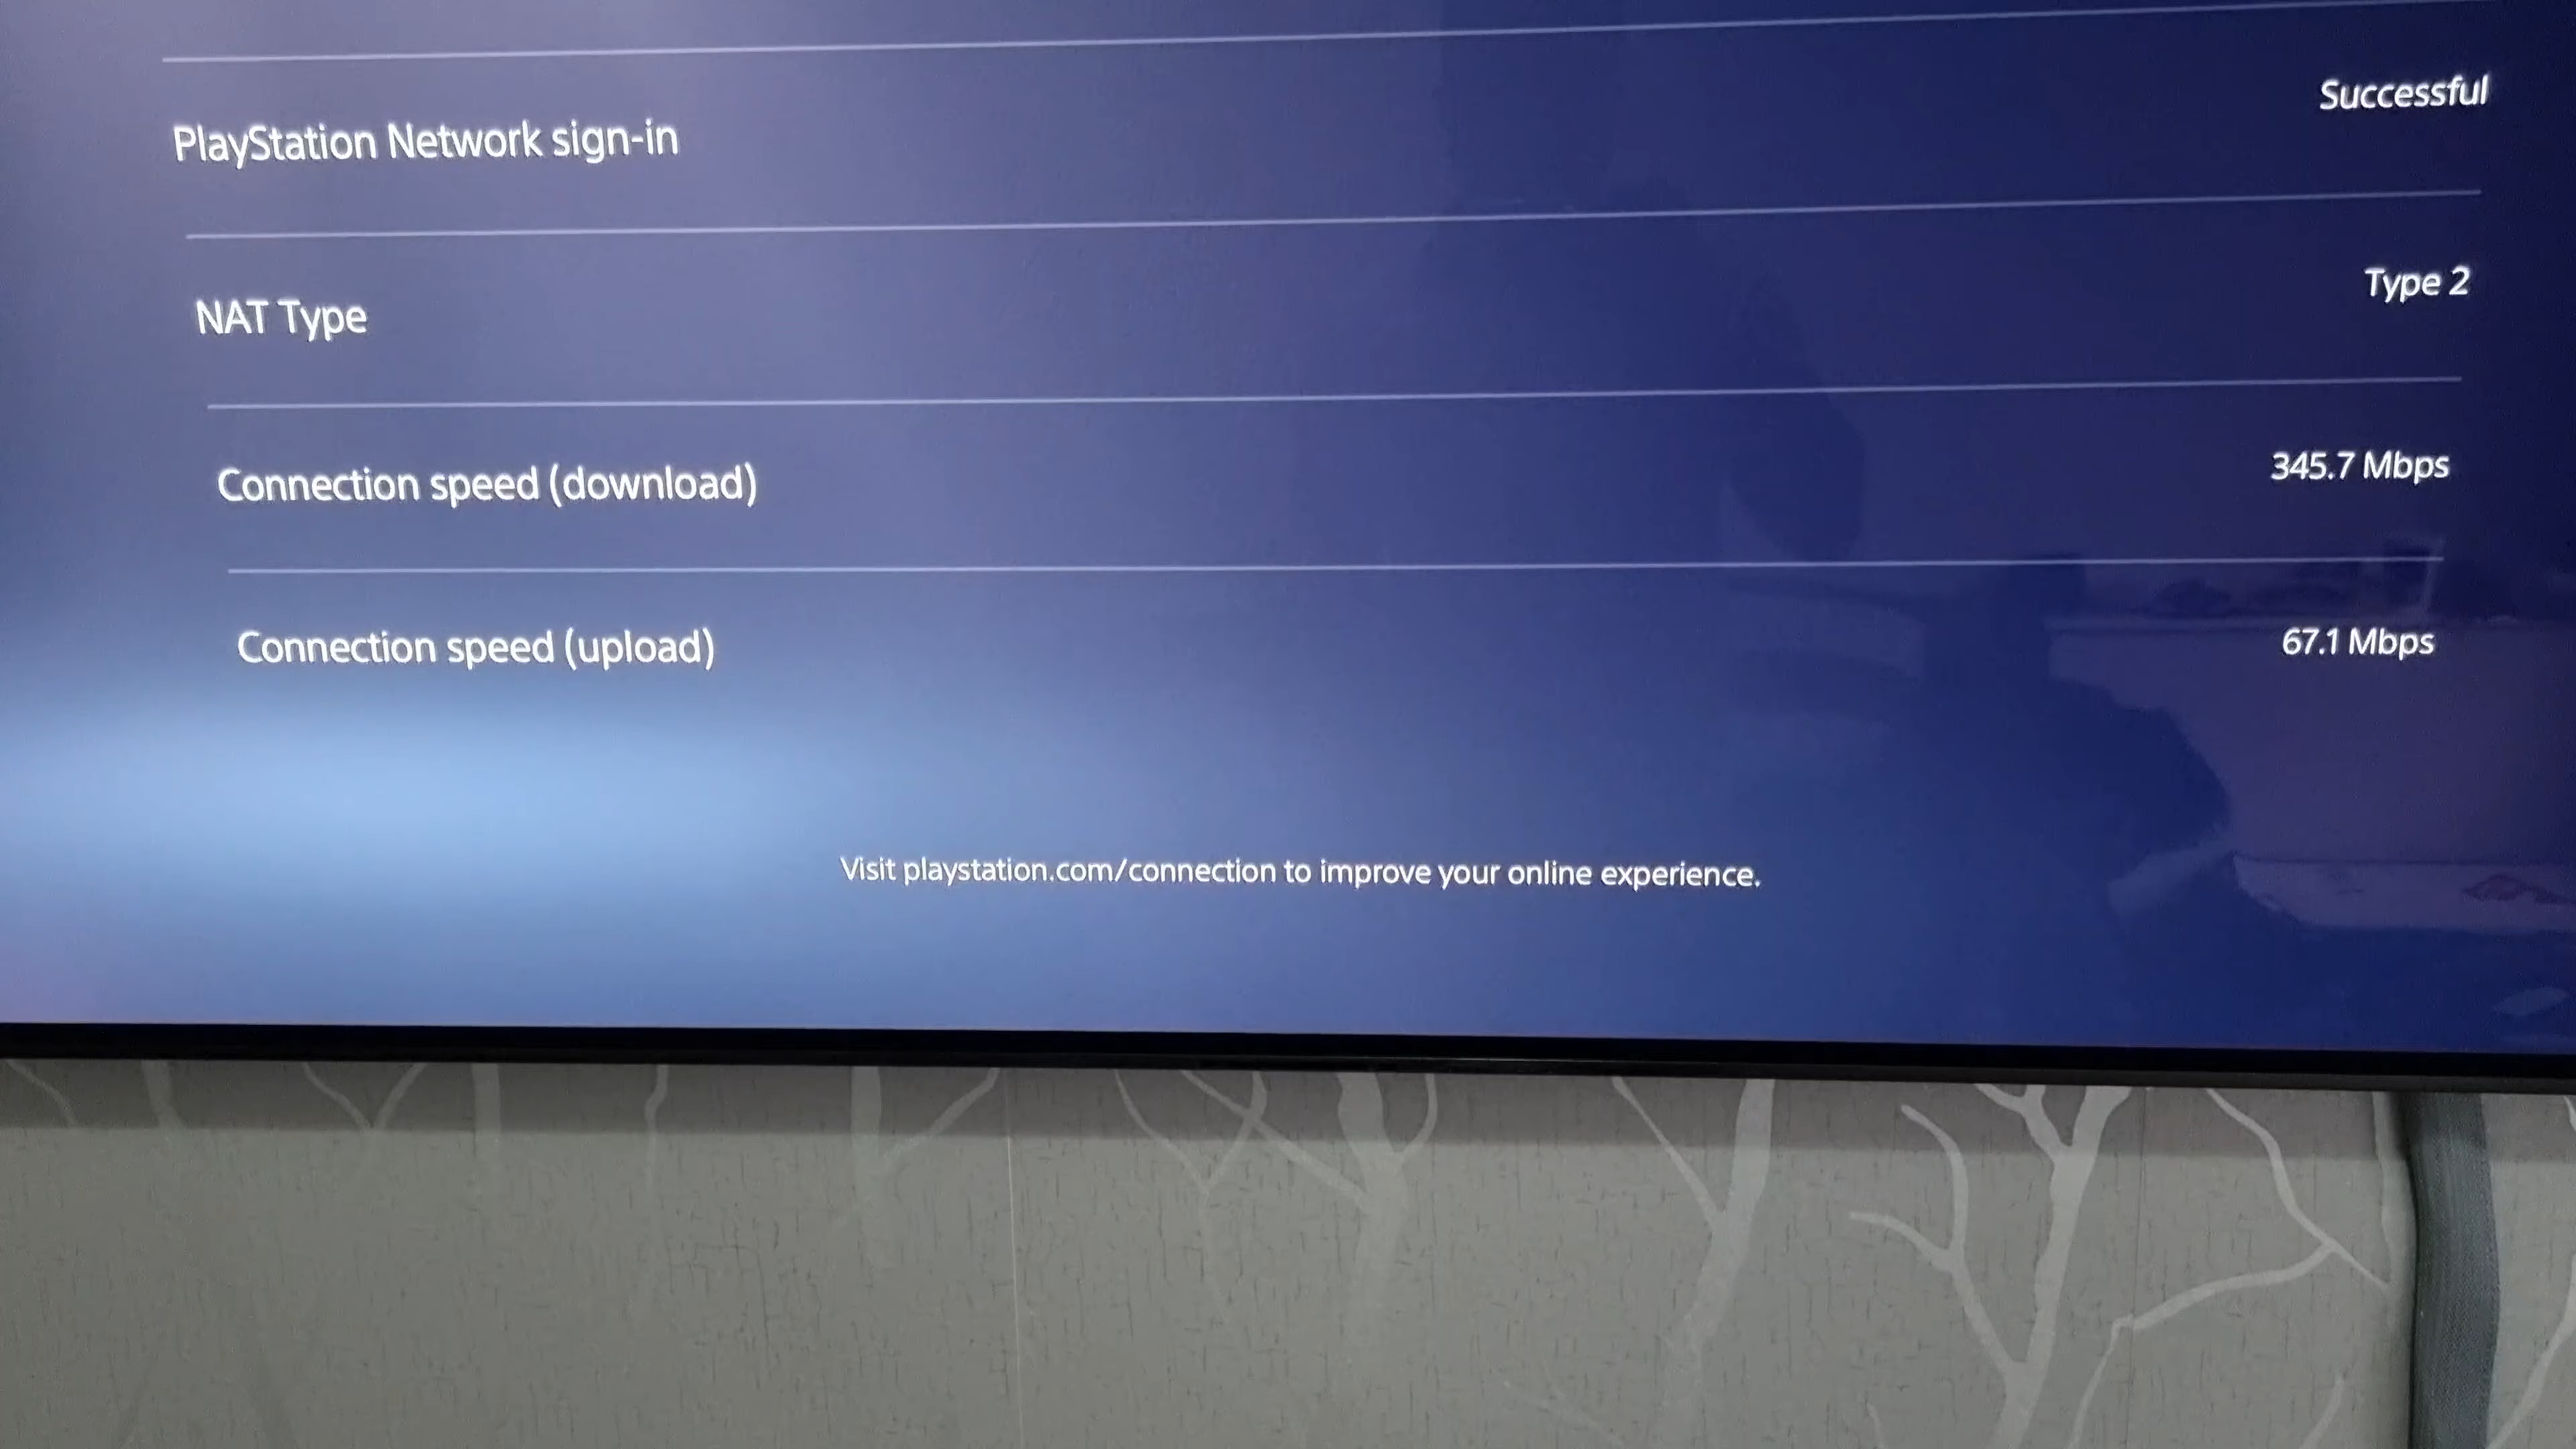 PlayStation Network sign-in Successful
NAT Type Type 2
Connection speed (download) 345.7 Mbps
Connection speed (upload) 67.1 Mbps
Visit playstation.com/connection to improve your online experience.